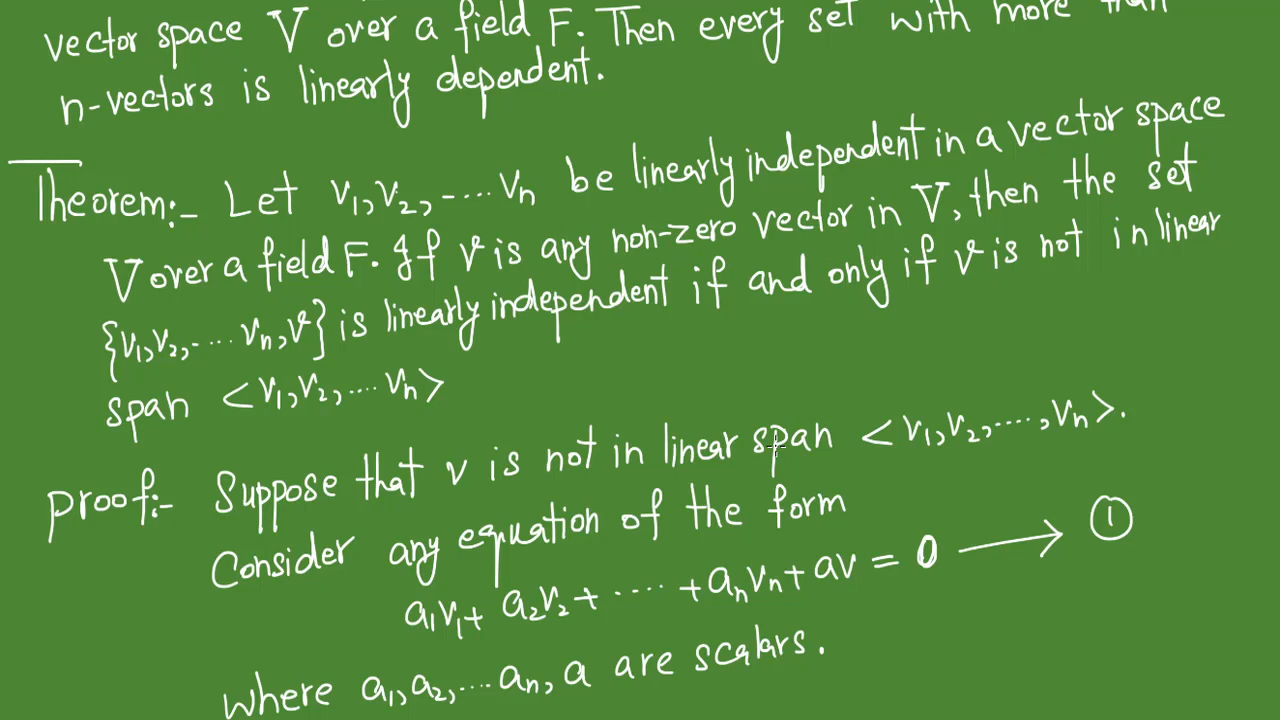 vector space V over a field F. Then every set with more than
n-vectors is linearly dependent.
Theorem:- Let v₁,v₂,-....vₙ be linearly independent in a vector space
V over a field F. If v is any non-zero vector in V, then the set
{v₁,v₂,-....vₙ,v} is linearly independent if and only if v is not in linear
span <v₁,v₂,....vₙ>
Proof:- Suppose that v is not in linear span <v₁,v₂,....,vₙ>.
Consider any equation of the form
a₁v₁+ a₂v₂+ ..... +aₙvₙ+ av = 0 → ①
where a₁,a₂,....aₙ,a are scalars.